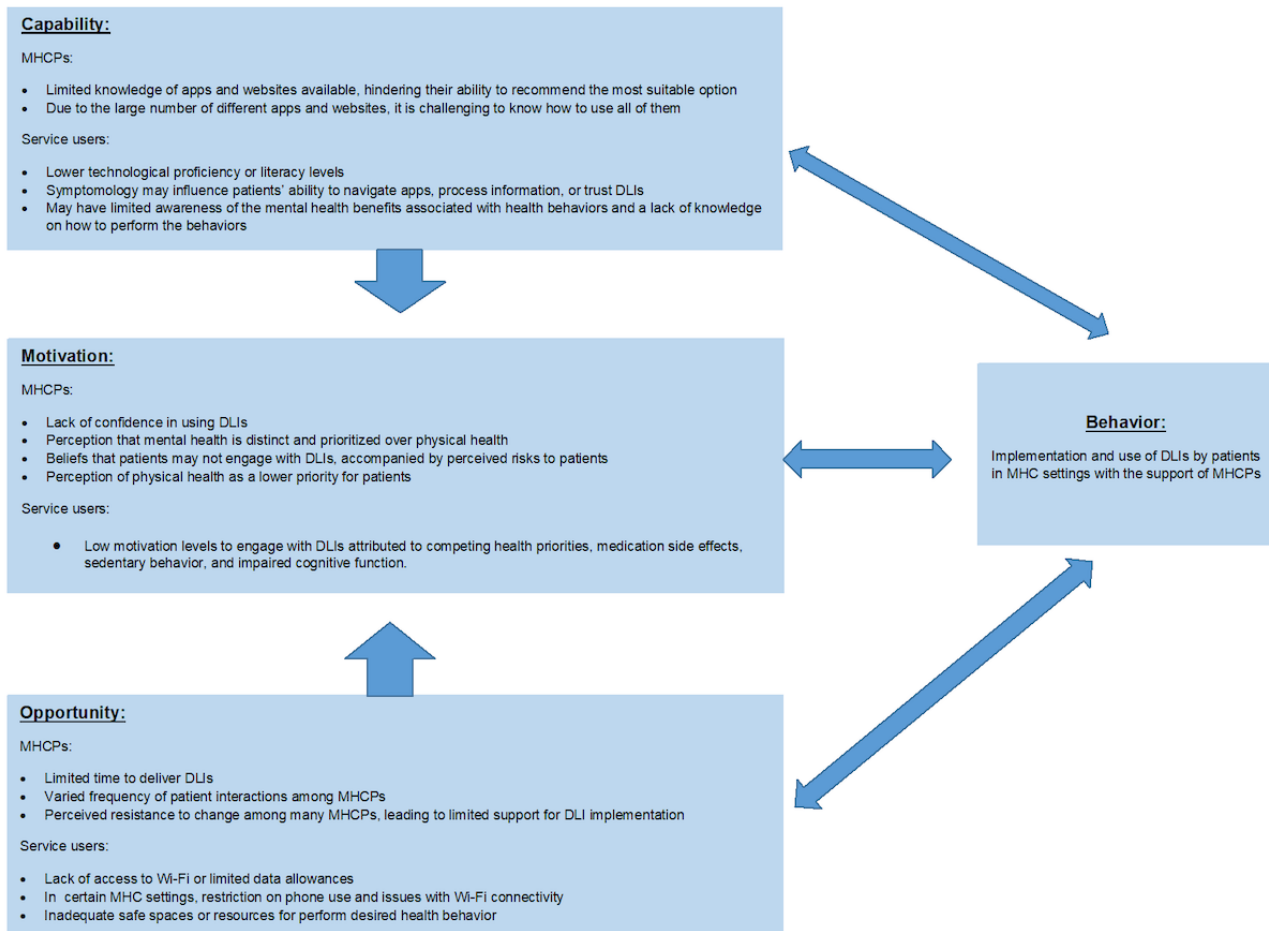 Capability:
MHCPs:
• Limited knowledge of apps and websites available, hindering their ability to recommend the most suitable option
• Due to the large number of different apps and websites, it is challenging to know how to use all of them
Service users:
• Lower technological proficiency or literacy levels
• Symptomology may influence patients’ ability to navigate apps, process information, or trust DLIs
• May have limited awareness of the mental health benefits associated with health behaviors and a lack of knowledge
on how to perform the behaviors
Motivation:
MHCPs:
• Lack of confidence in using DLIs
• Perception that mental health is distinct and prioritized over physical health
• Beliefs that patients may not engage with DLIs, accompanied by perceived risks to patients
• Perception of physical health as a lower priority for patients
Service users:
• Low motivation levels to engage with DLIs attributed to competing health priorities, medication side effects,
sedentary behavior, and impaired cognitive function.
Behavior:
Implementation and use of DLIs by patients
in MHC settings with the support of MHCPs
Opportunity:
MHCPs:
• Limited time to deliver DLIs
• Varied frequency of patient interactions among MHCPs
• Perceived resistance to change among many MHCPs, leading to limited support for DLI implementation
Service users:
• Lack of access to Wi-Fi or limited data allowances
• In certain MHC settings, restriction on phone use and issues with Wi-Fi connectivity
• Inadequate safe spaces or resources for perform desired health behavior